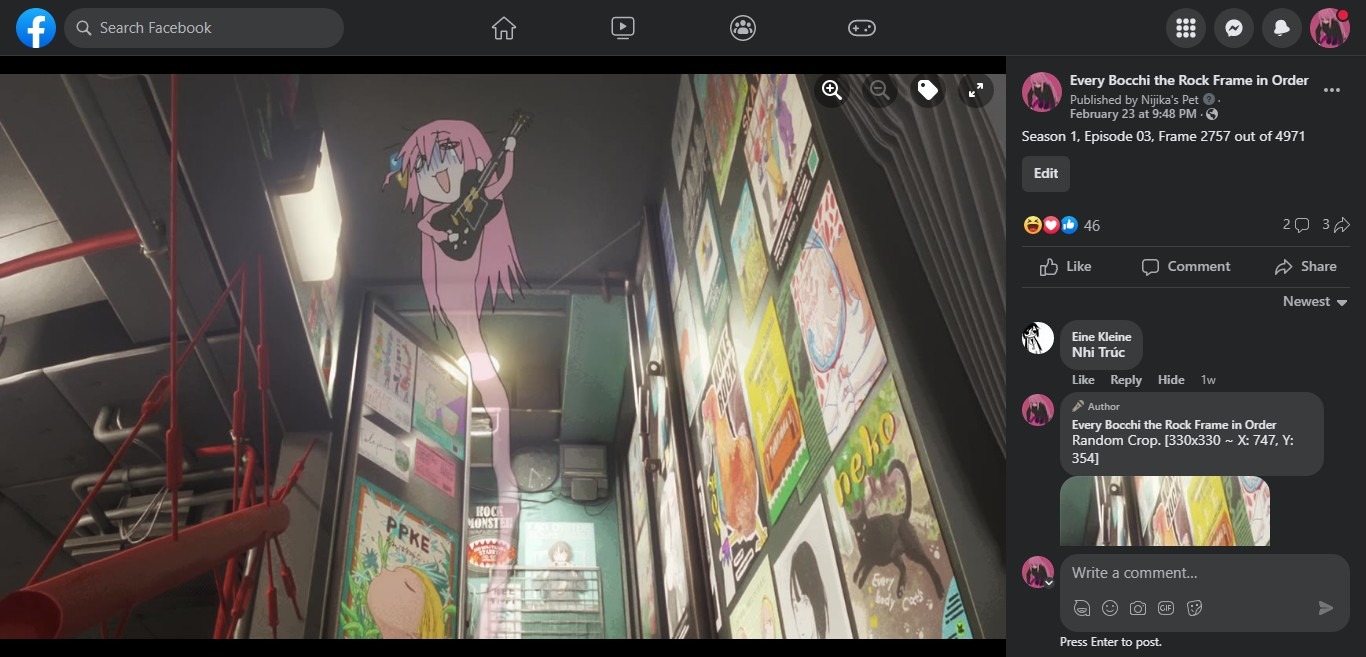 Search Facebook
Every Bocchi the Rock Frame in Order
Published by Nijika's Pet
February 23 at 9:48 PM ·
Season 1, Episode 03, Frame 2757 out of 4971
Edit
46
2
3
Like
Comment
Share
Newest
Eine Kleine
Nhi Trúc
Like Reply Hide 1w
Author
Every Bocchi the Rock Frame in Order
Random Crop. [330x330 ~ X: 747, Y:
354]
Write a comment...
GIF
Press Enter to post.
PPKE
ROCK
MONSTER
neko
Every
body Cats